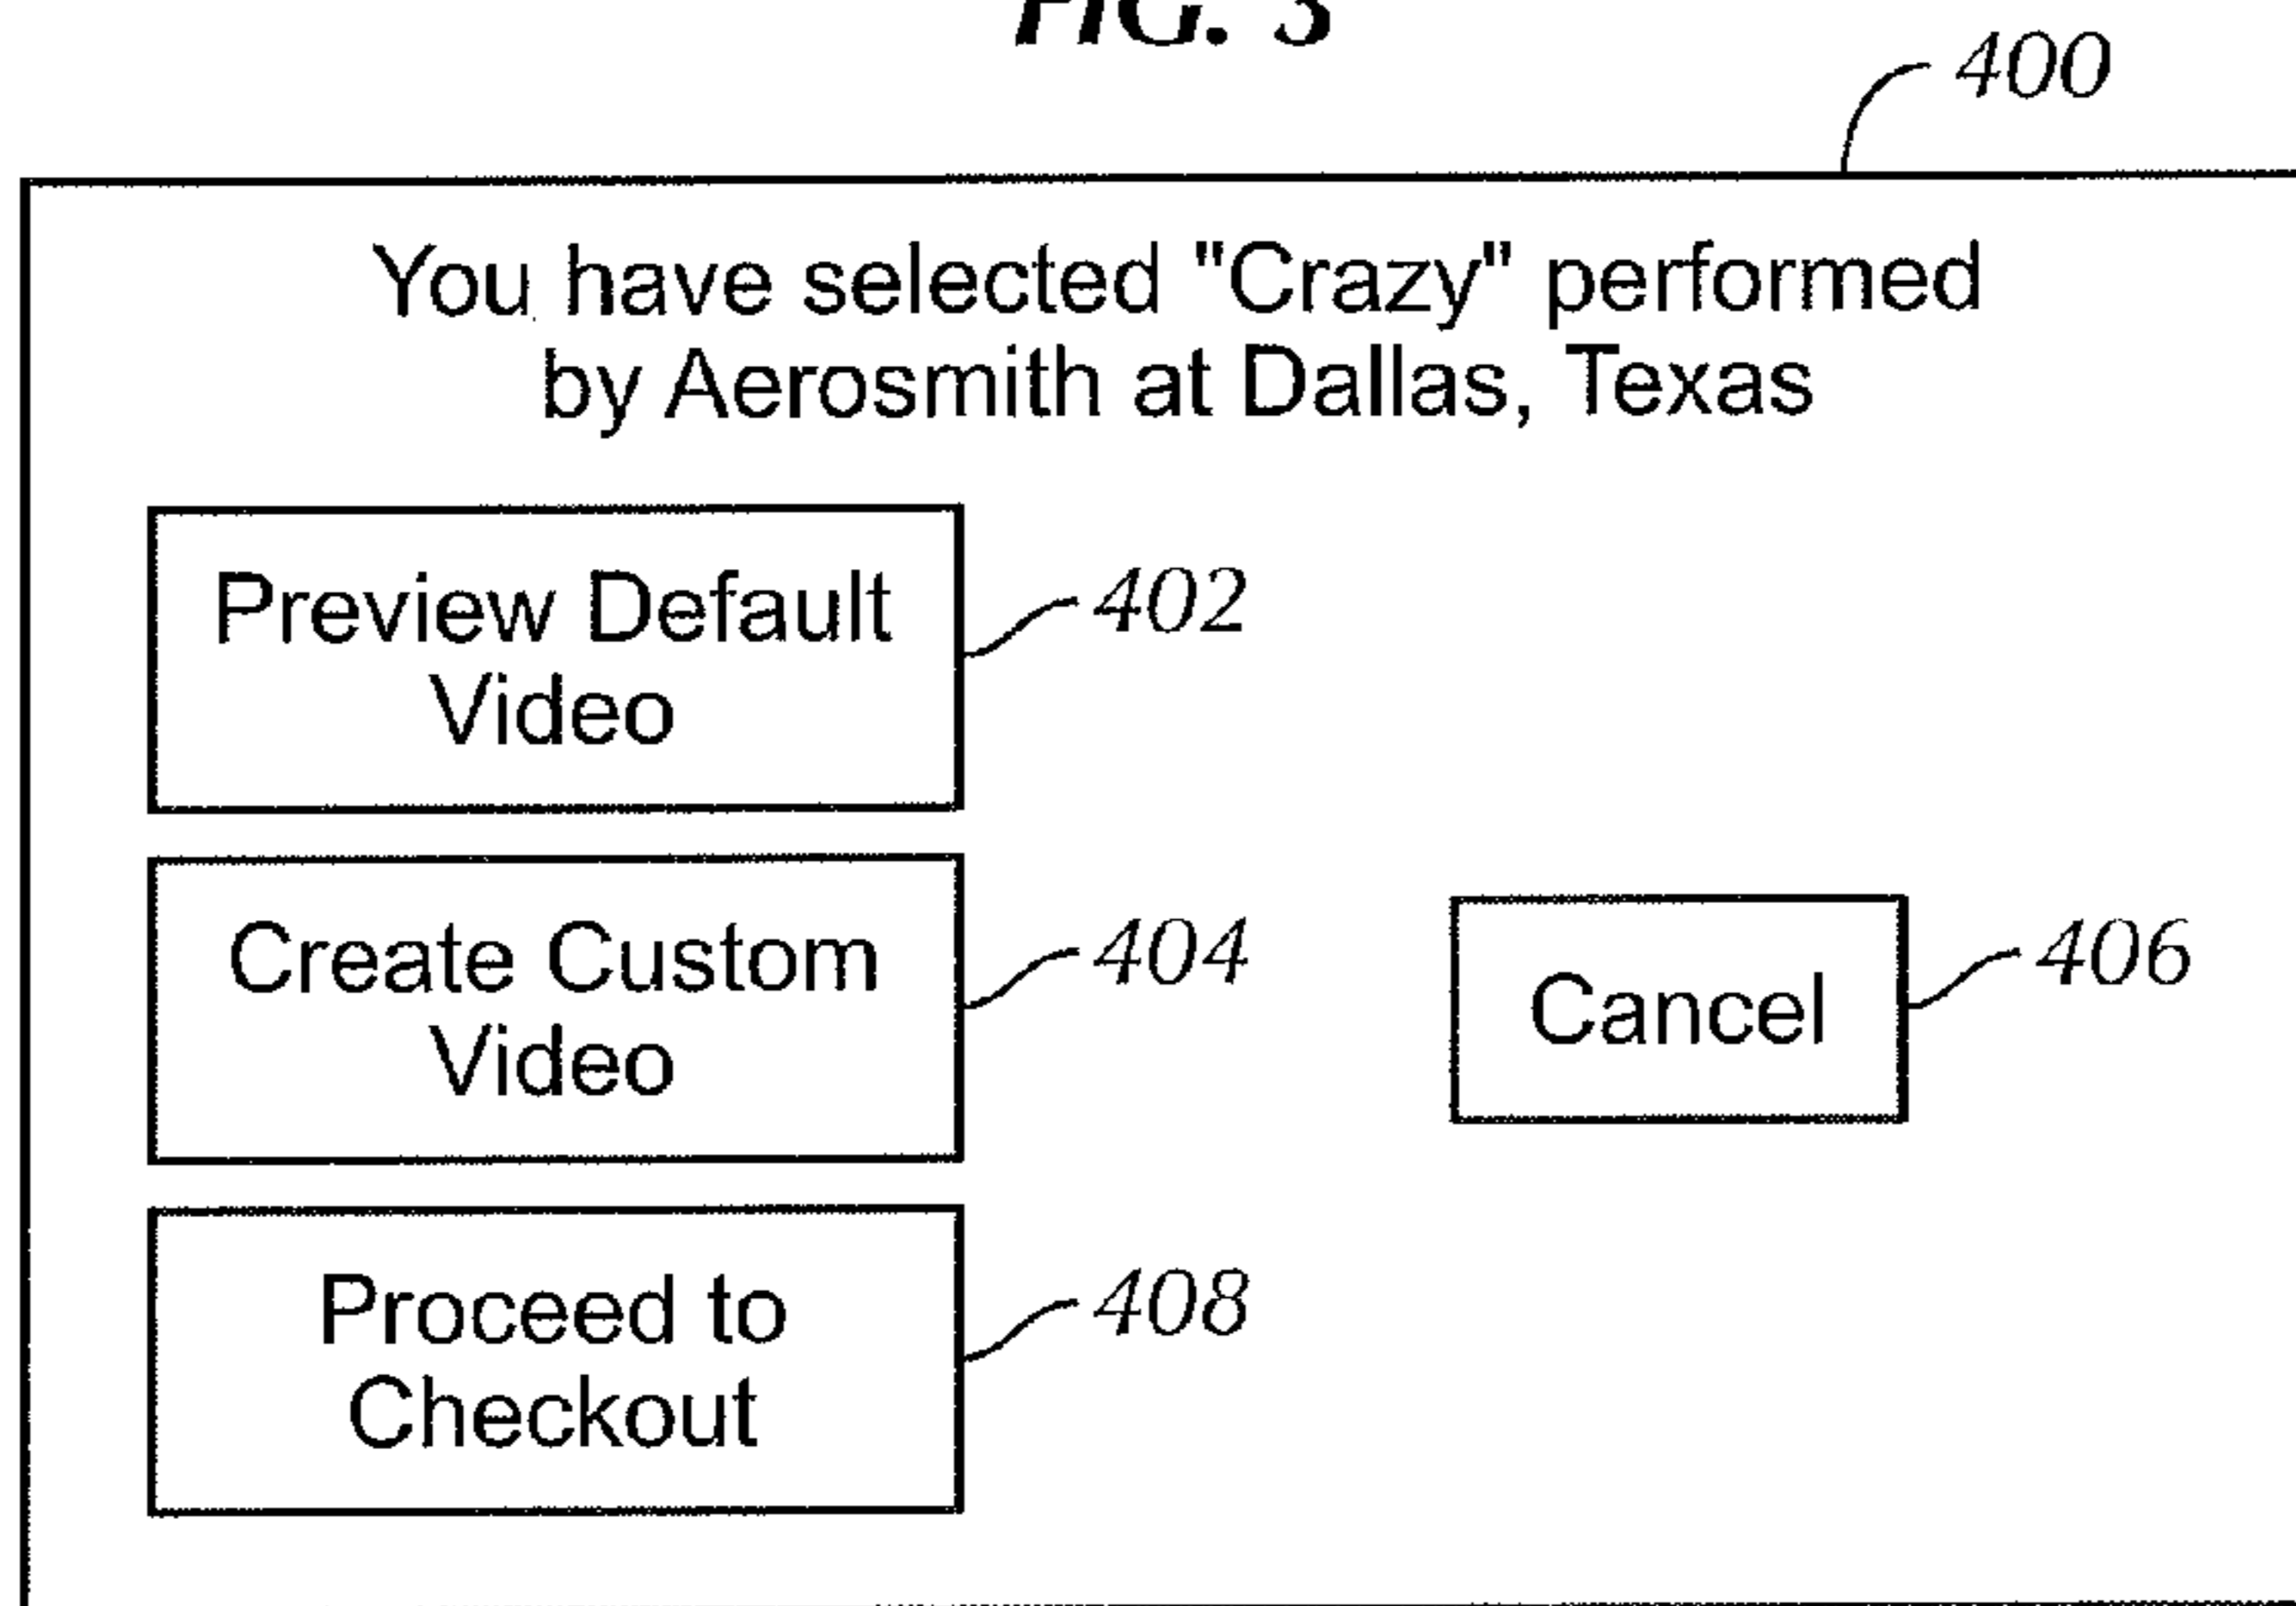 FIG. 3
400
You have selected "Crazy" performed
by Aerosmith at Dallas, Texas
Preview Default
Video
402
Create Custom
Video
404
Cancel
406
Proceed to
Checkout
408